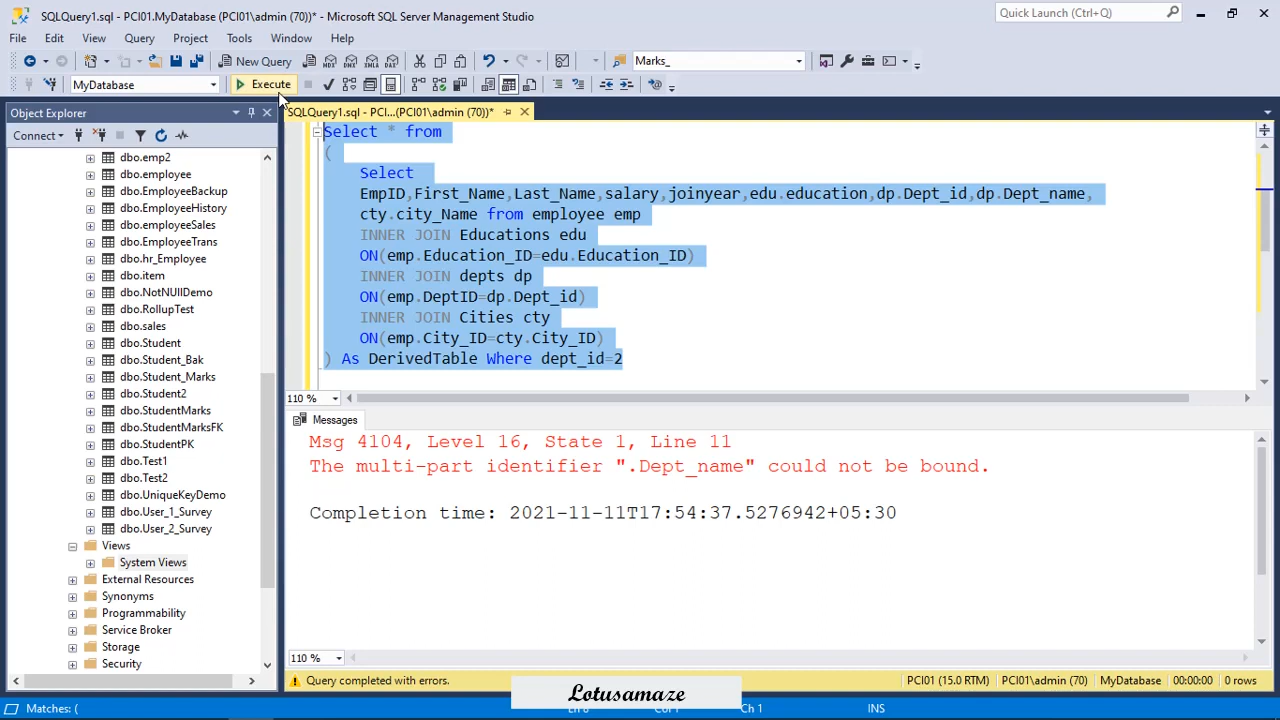 SQLQuery1.sql - PCI01.MyDatabase (PCI01\admin (70))* - Microsoft SQL Server Management Studio
Quick Launch (Ctrl+Q)
File Edit View Query Project Tools Window Help
New Query
MDX DMX XMLA DAX
Marks_
MyDatabase
Execute
Object Explorer
SQLQuery1.sql - PCI...(PCI01\admin (70))*
Connect
dbo.emp2
dbo.employee
dbo.EmployeeBackup
dbo.EmployeeHistory
dbo.employeeSales
dbo.EmployeeTrans
dbo.hr_Employee
dbo.item
dbo.NotNUllDemo
dbo.RollupTest
dbo.sales
dbo.Student
dbo.Student_Bak
dbo.Student_Marks
dbo.Student2
dbo.StudentMarks
dbo.StudentMarksFK
dbo.StudentPK
dbo.Test1
dbo.Test2
dbo.UniqueKeyDemo
dbo.User_1_Survey
dbo.User_2_Survey
Views
System Views
External Resources
Synonyms
Programmability
Service Broker
Storage
Security
Select * from
(
Select
EmpID,First_Name,Last_Name,salary,joinyear,edu.education,dp.Dept_id,dp.Dept_name,
cty.city_Name from employee emp
INNER JOIN Educations edu
ON(emp.Education_ID=edu.Education_ID)
INNER JOIN depts dp
ON(emp.DeptID=dp.Dept_id)
INNER JOIN Cities cty
ON(emp.City_ID=cty.City_ID)
) As DerivedTable Where dept_id=2
110 %
Messages
Msg 4104, Level 16, State 1, Line 11
The multi-part identifier ".Dept_name" could not be bound.
Completion time: 2021-11-11T17:54:37.5276942+05:30
110 %
Query completed with errors.
PCI01 (15.0 RTM) PCI01\admin (70) MyDatabase 00:00:00 0 rows
Lotusamaze
Matches: (
Ch 1
INS